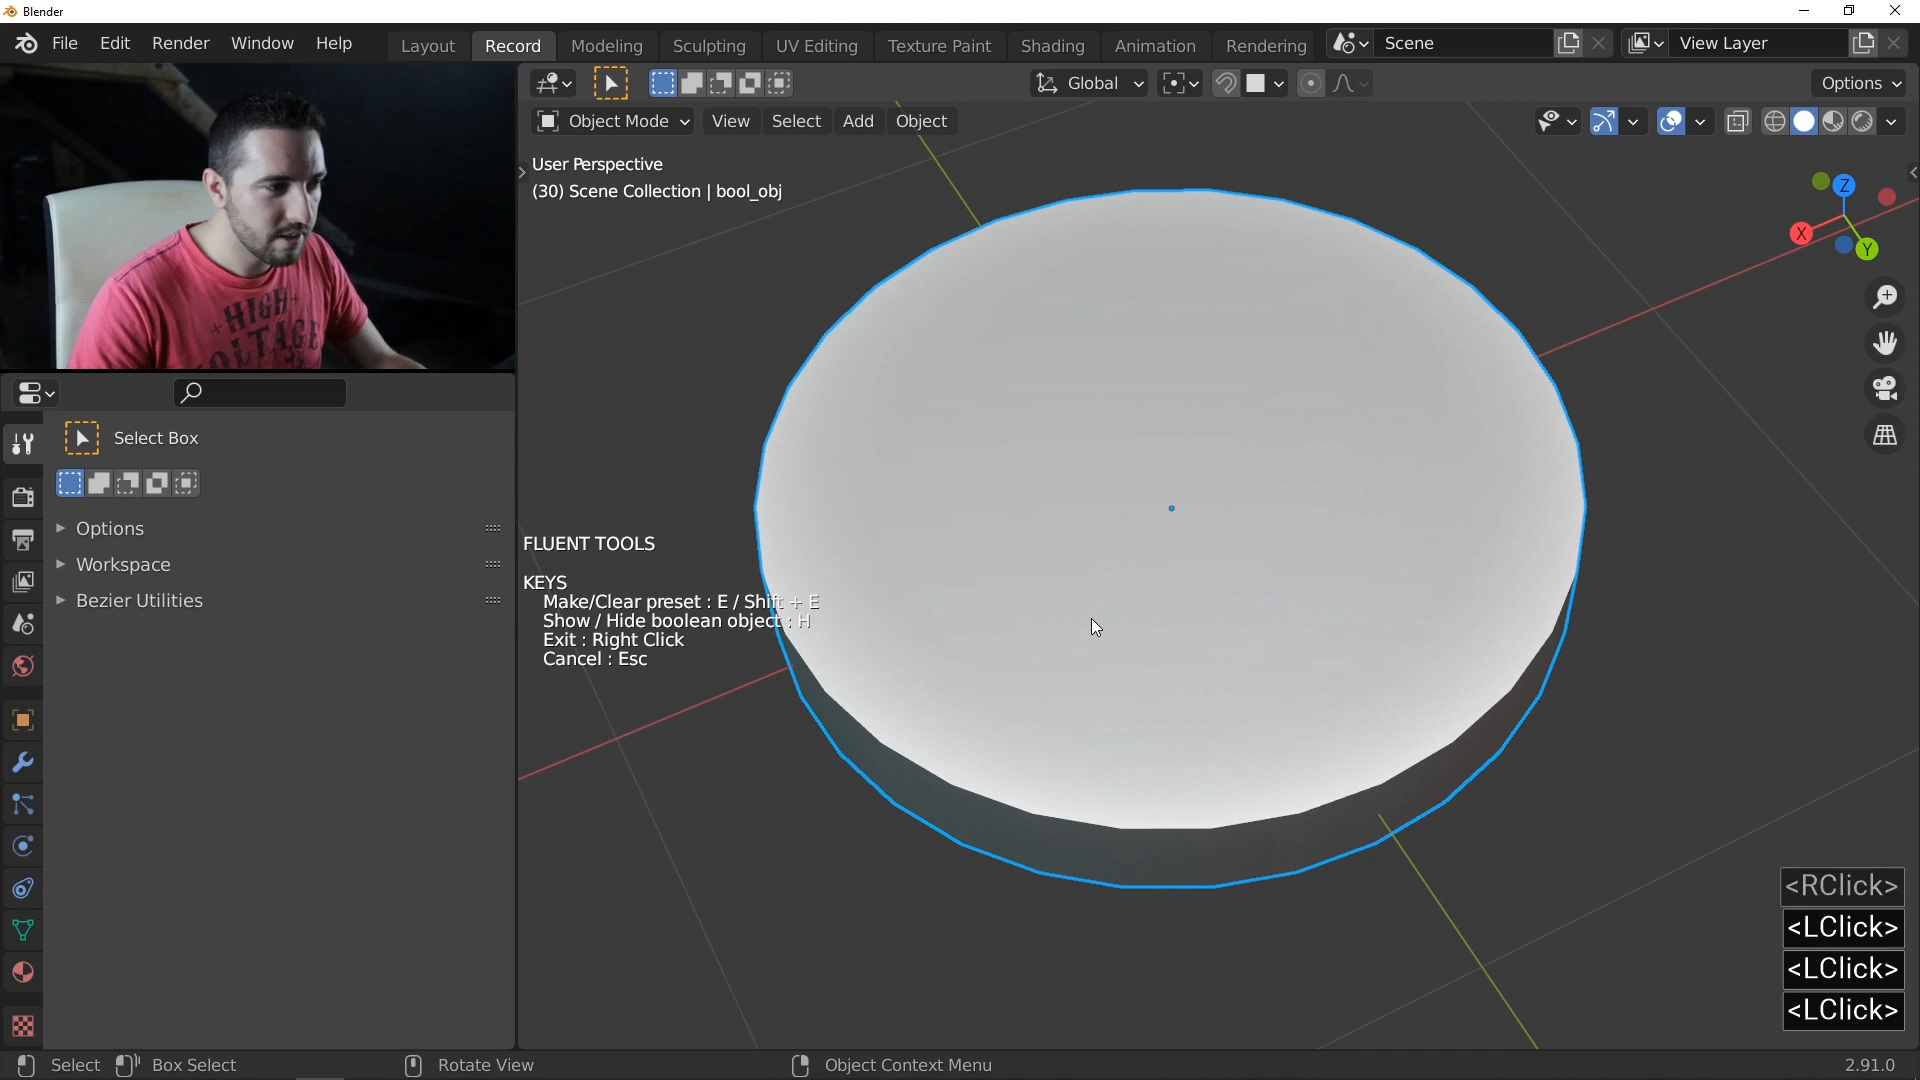 Blender
File Edit Render Window Help
Layout Record Modeling Sculpting UV Editing Texture Paint Shading Animation Rendering
Scene
View Layer
Global
Options
Object Mode View Select Add Object
User Perspective
(30) Scene Collection | bool_obj
Z
X
Y
+HIGH+
VOLTAGE
Select Box
Options
Workspace
Bezier Utilities
FLUENT TOOLS
KEYS
Make/Clear preset : E / Shift + E
Show / Hide boolean object : H
Exit : Right Click
Cancel : Esc
<RClick>
<LClick>
<LClick>
<LClick>
Select Box Select Rotate View Object Context Menu 2.91.0